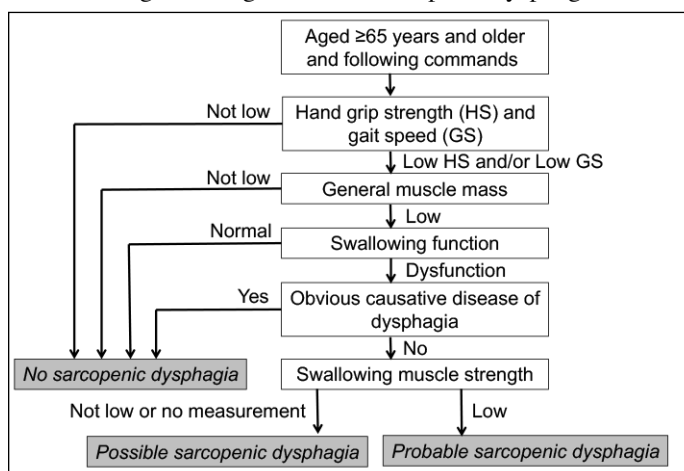 Aged ≥65 years and older
and following commands
Not low
Hand grip strength (HS) and
gait speed (GS)
Low HS and/or Low GS
Not low
General muscle mass
Low
Normal
Swallowing function
Dysfunction
Yes
Obvious causative disease of
dysphagia
No
No sarcopenic dysphagia
Swallowing muscle strength
Not low or no measurement
Low
Possible sarcopenic dysphagia
Probable sarcopenic dysphagia